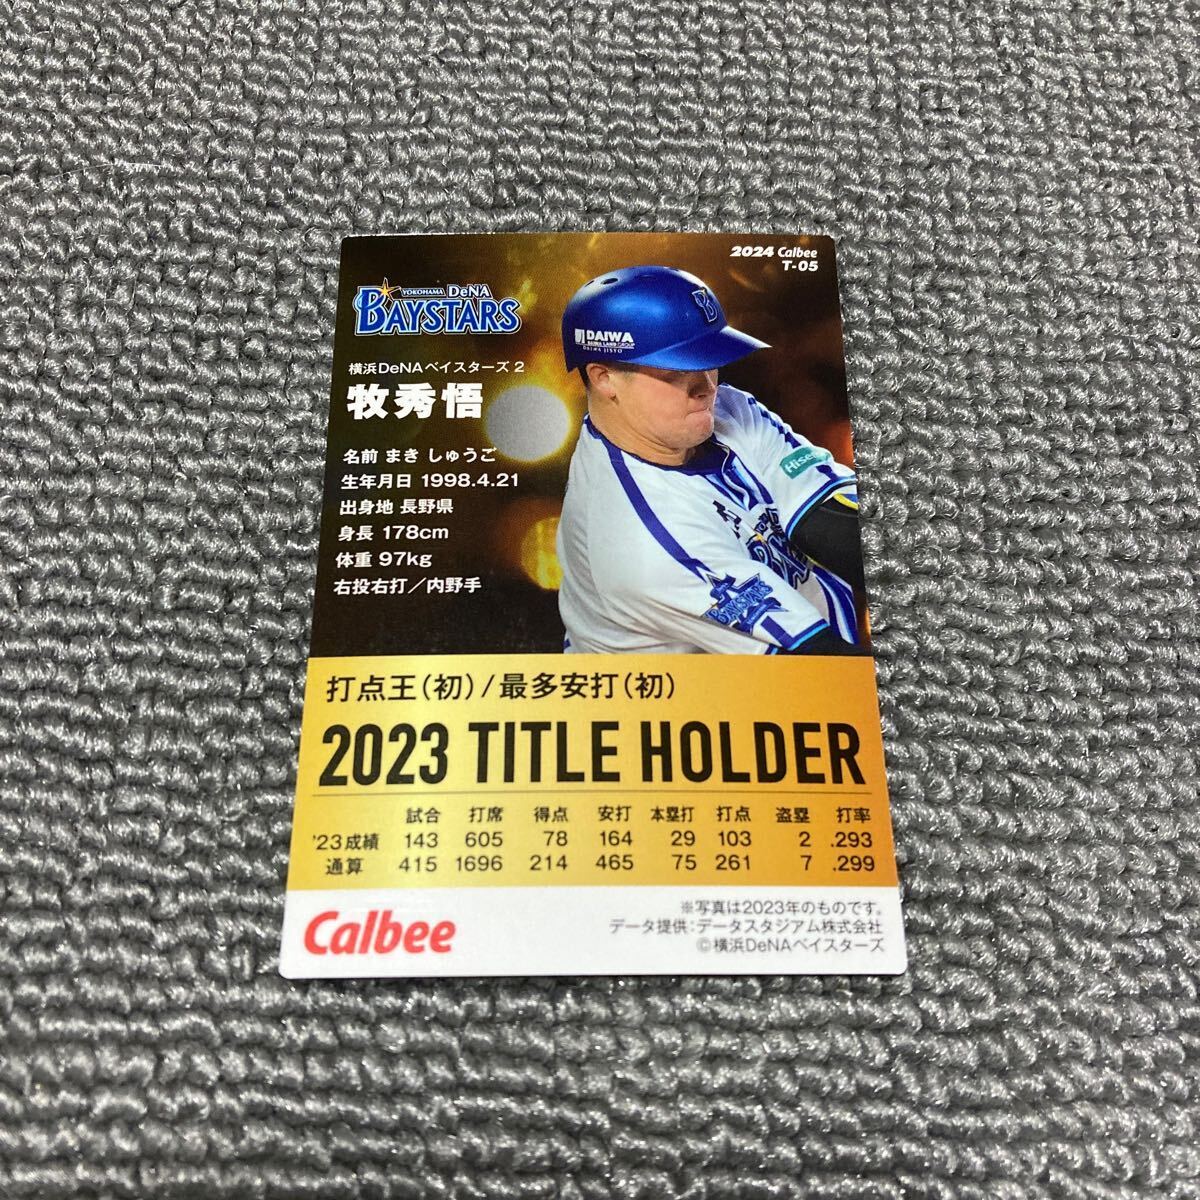 2024 Calbee
T-05
YOKOHAMA DeNA
BAYSTARS
横浜DeNAベイスターズ 2
牧秀悟
名前 まき しゅうご
生年月日 1998.4.21
出身地 長野県
身長 178cm
体重 97kg
右投右打／内野手
DAIWA
DAIWA LAND GROUP
DAIWA JISYO
BAYSTARS
打点王(初)/最多安打(初)
2023 TITLE HOLDER
試合 打席 得点 安打 本塁打 打点 盗塁 打率
'23成績 143 605 78 164 29 103 2 .293
通算 415 1696 214 465 75 261 7 .299
Calbee
※写真は2023年のものです。
データ提供：データスタジアム株式会社
©横浜DeNAベイスターズ